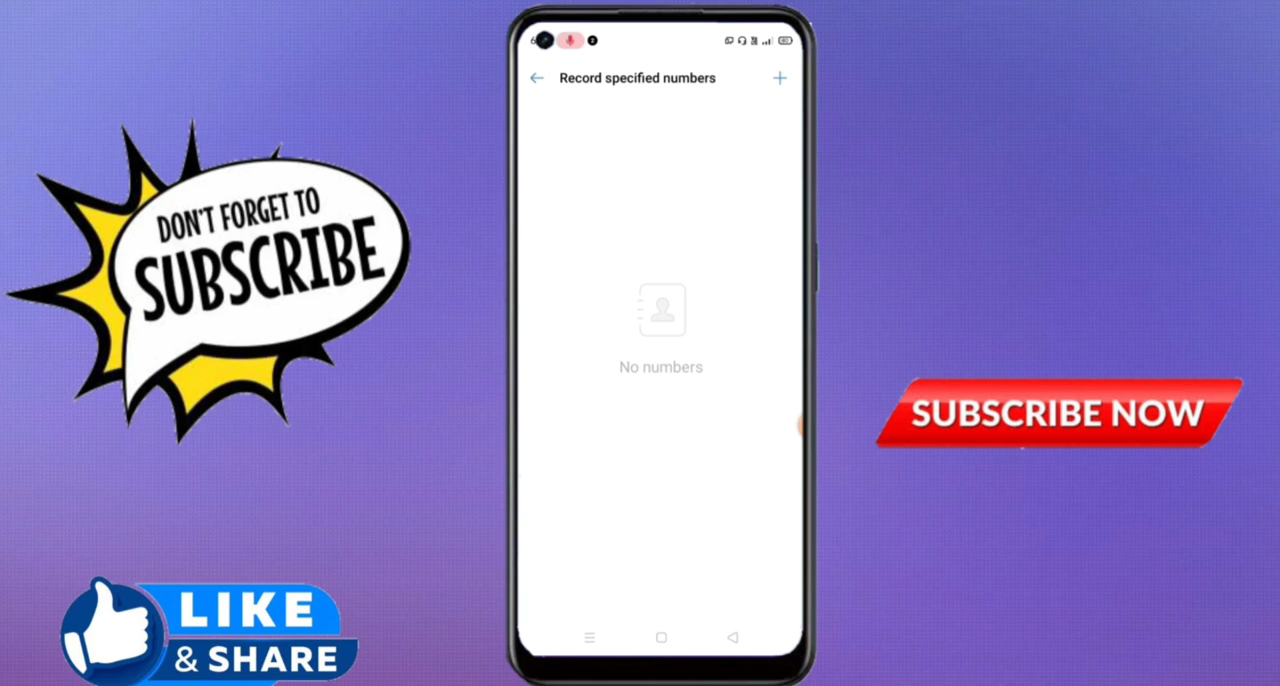 DON'T FORGET TO
SUBSCRIBE
Record specified numbers
No numbers
SUBSCRIBE NOW
LIKE
& SHARE